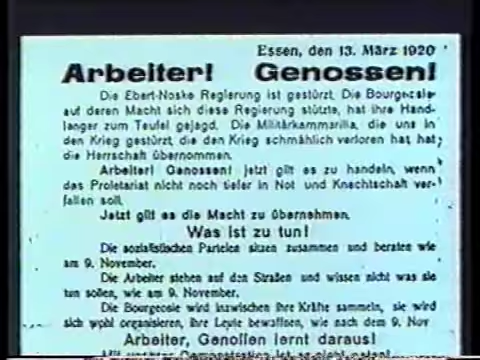 Essen, den 13. März 1920
Arbeiter! Genossen!
Die Ebert-Noske Regierung ist gestürzt. Die Bourgeosie
auf deren Macht sich diese Regierung stützte, hat ihre Hand-
langer zum Teufel gejagd. Die Militärkammarilla, die uns in
den Krieg gestürzt, die den Krieg schmählich verloren hat, hat
die Herrschaft übernommen.
Arbeiter! Genossen! jetzt gilt es zu handeln, wenn
das Proletariat nicht noch tiefer in Not und Knechtschaft ver-
fallen soll.
Jetzt gilt es die Macht zu übernehmen.
Was ist zu tun!
Die sozialistischen Parteien sitzen zusammen und beraten wie
am 9. November.
Die Arbeiter stehen auf den Straßen und wissen nicht was sie
tun sollen, wie am 9. November.
Die Bourgeosie wird inzwischen ihre Kräfte sammeln, sie wird
sich wohl organisieren, ihre Leute bewaffnen, wie nach dem 9. Nov
Arbeiter, Genossen lernt daraus!